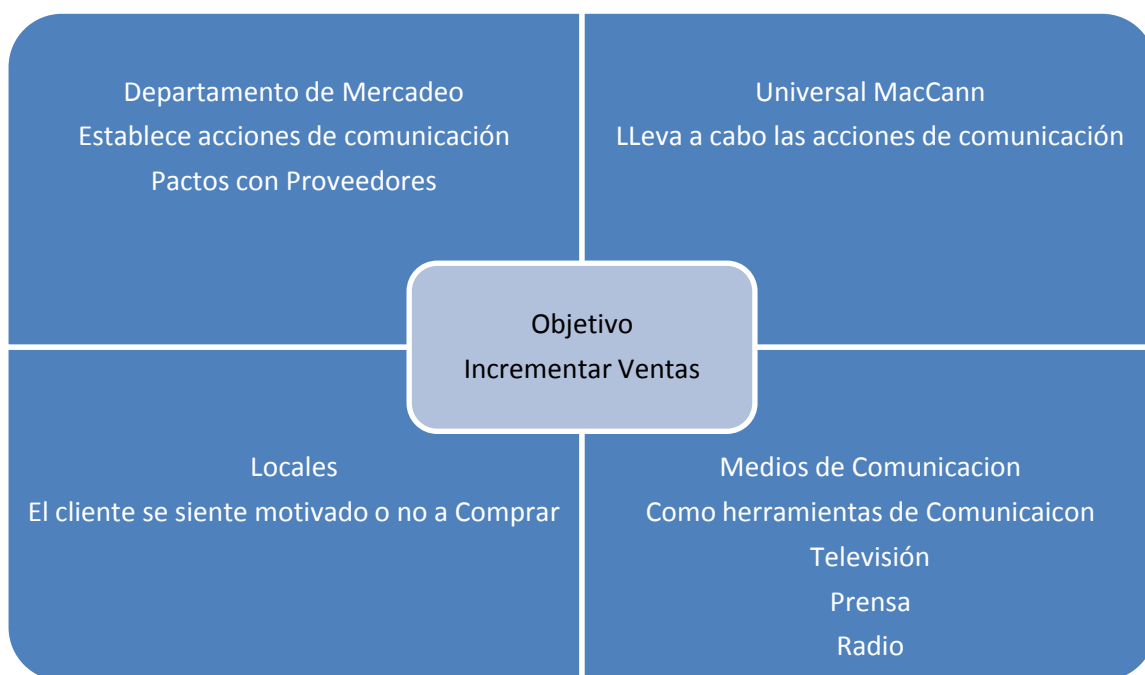 Departamento de Mercadeo
Establece acciones de comunicación
Pactos con Proveedores
Universal MacCann
LLeva a cabo las acciones de comunicación
Objetivo
Incrementar Ventas
Locales
El cliente se siente motivado o no a Comprar
Medios de Comunicacion
Como herramientas de Comunicaicon
Televisión
Prensa
Radio